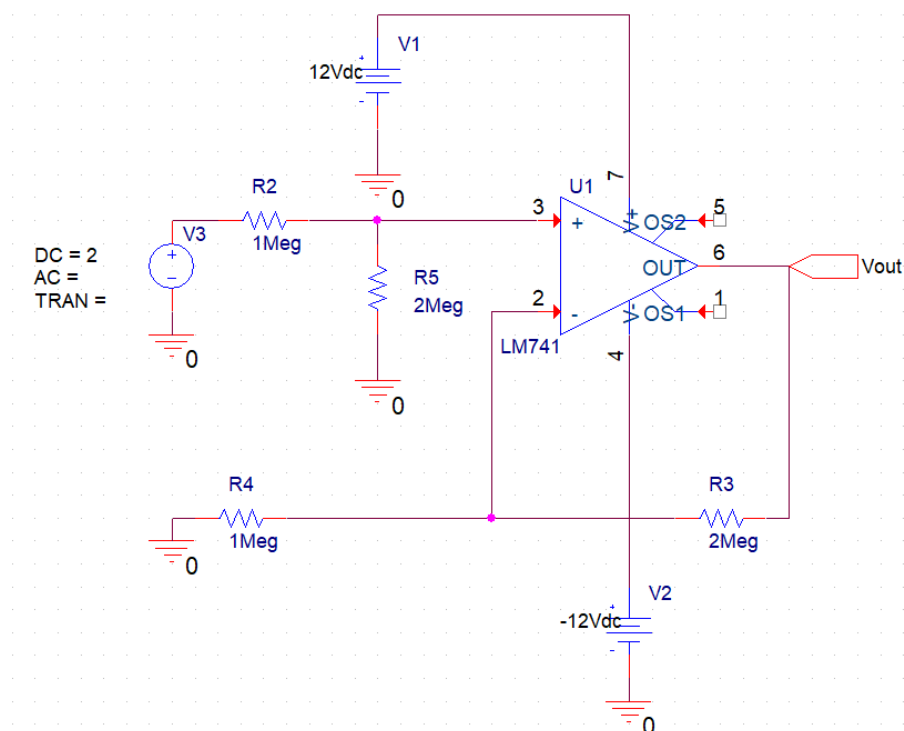 V1
12Vdc
+
-
0
7
R2
1Meg
V3
+
-
DC = 2
AC =
TRAN =
0
R5
2Meg
0
U1
3
+
2
-
LM741
V+
OS2
5
OUT
6
Vout
V-
OS1
1
4
R4
1Meg
0
R3
2Meg
V2
-12Vdc
+
-
0